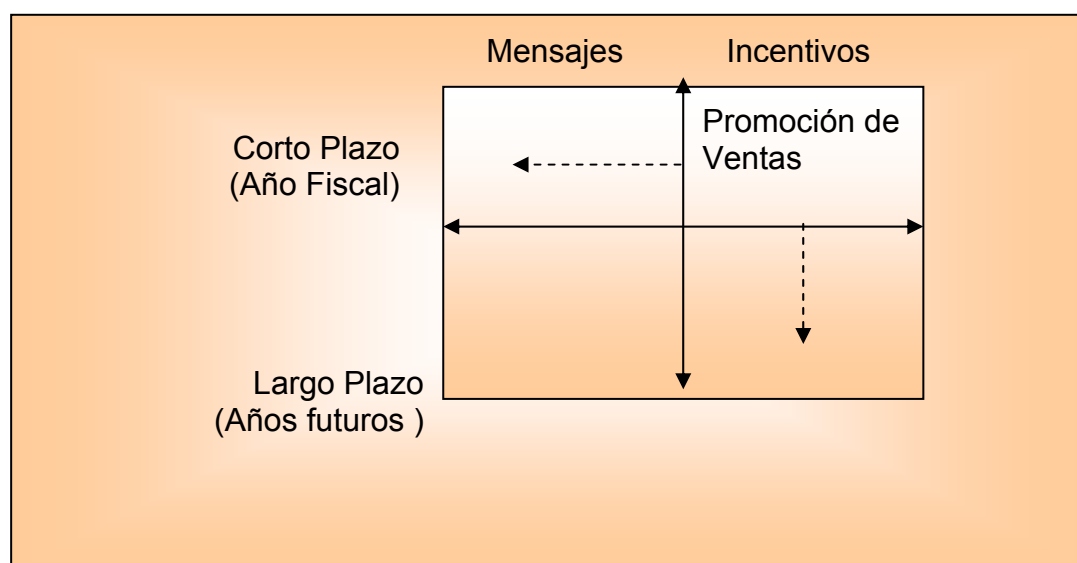 Mensajes
Incentivos
Promoción de
Ventas
Corto Plazo
(Año Fiscal)
Largo Plazo
(Años futuros )